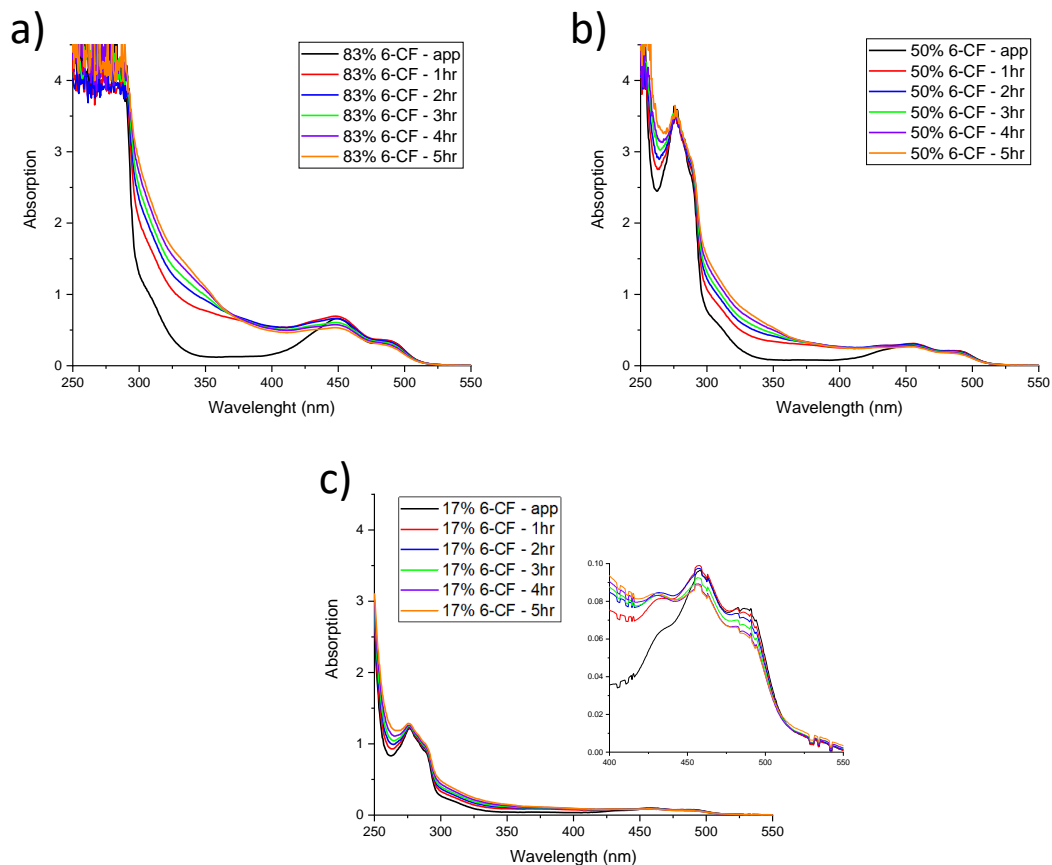 a)
83% 6-CF - app
83% 6-CF - 1hr
83% 6-CF - 2hr
83% 6-CF - 3hr
83% 6-CF - 4hr
83% 6-CF - 5hr
Absorption
4
3
2
1
0
250 300 350 400 450 500 550
Wavelenght (nm)
b)
50% 6-CF - app
50% 6-CF - 1hr
50% 6-CF - 2hr
50% 6-CF - 3hr
50% 6-CF - 4hr
50% 6-CF - 5hr
Absorption
4
3
2
1
0
250 300 350 400 450 500 550
Wavelength (nm)
c)
17% 6-CF - app
17% 6-CF - 1hr
17% 6-CF - 2hr
17% 6-CF - 3hr
17% 6-CF - 4hr
17% 6-CF - 5hr
Absorption
4
3
2
1
0
250 300 350 400 450 500 550
Wavelength (nm)
0.10
0.08
0.06
0.04
0.02
0.00
400 450 500 550